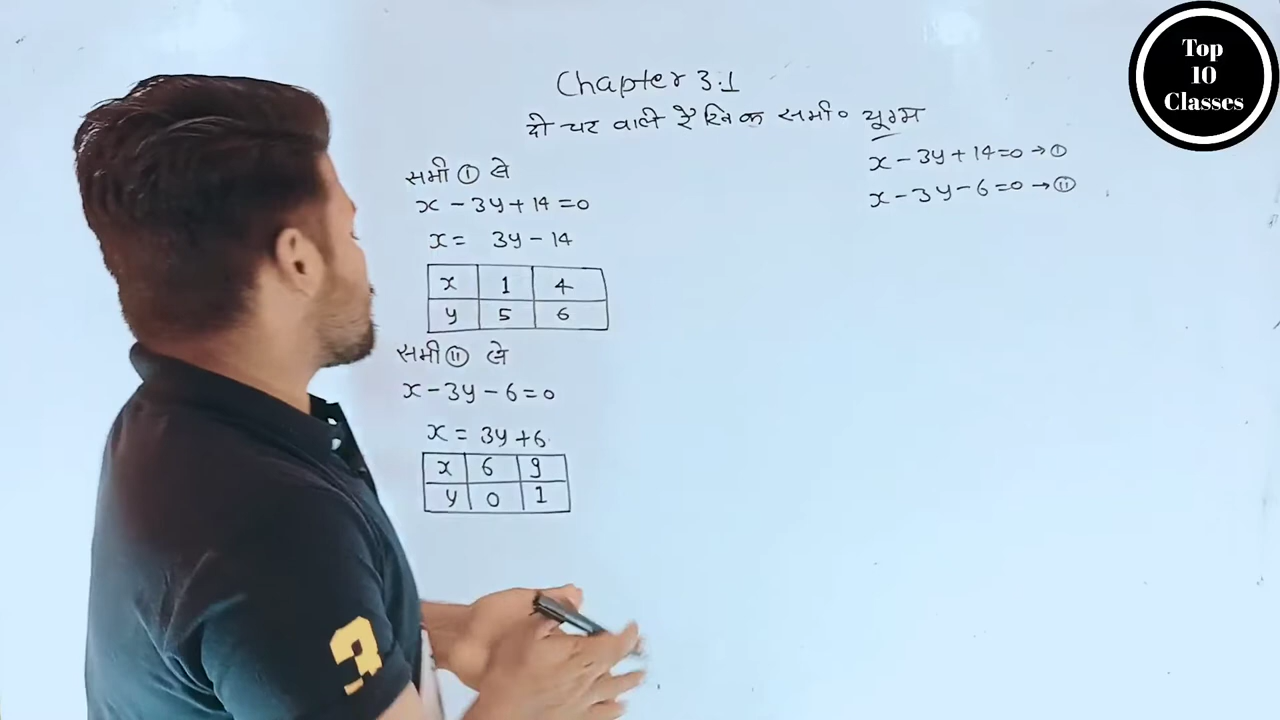 Top
10
Classes
Chapter 3.1
दो चर वाले रैखिक समी० युग्म
x - 3y + 14 = 0 → ①
x - 3y - 6 = 0 → ⑪
समी ① से
x - 3y + 14 = 0
x = 3y - 14
x 1 4
y 5 6
समी ⑪ से
x - 3y - 6 = 0
x = 3y + 6
x 6 9
y 0 1
3